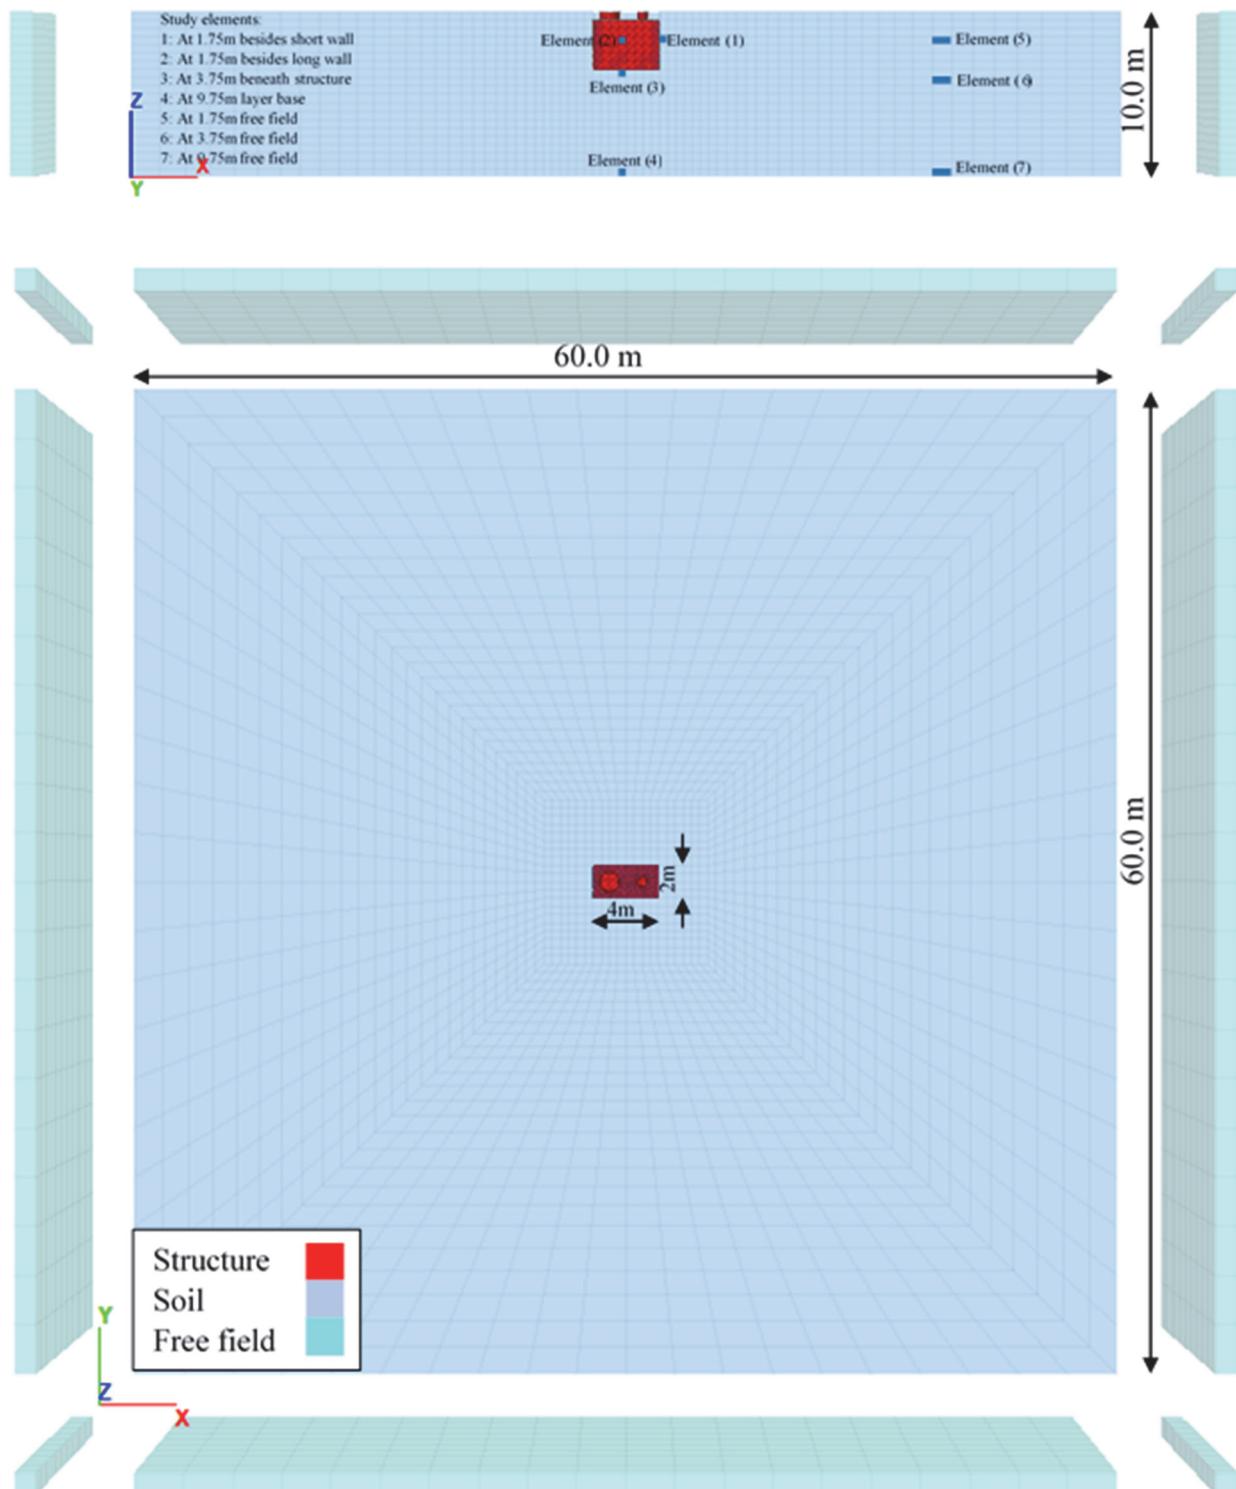 Study elements:
1: At 1.75m besides short wall
2: At 1.75m besides long wall
3: At 3.75m beneath structure
4: At 9.75m layer base
5: At 1.75m free field
6: At 3.75m free field
7: At 9.75m free field
Element (2)
Element (1)
Element (3)
Element (4)
Element (5)
Element (6)
Element (7)
10.0 m
Z
X
Y
60.0 m
60.0 m
2m
4m
Structure
Soil
Free field
Y
Z
X